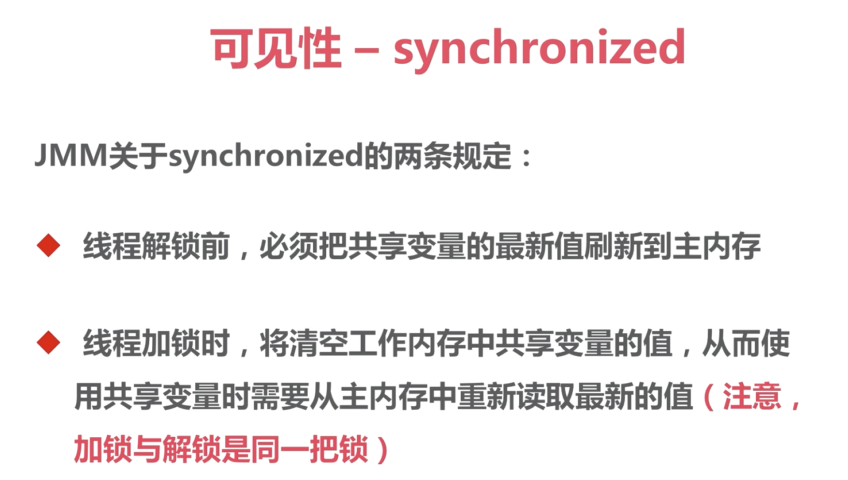 可见性 – synchronized
JMM关于synchronized的两条规定：
线程解锁前，必须把共享变量的最新值刷新到主内存
线程加锁时，将清空工作内存中共享变量的值，从而使
用共享变量时需要从主内存中重新读取最新的值（注意，
加锁与解锁是同一把锁）